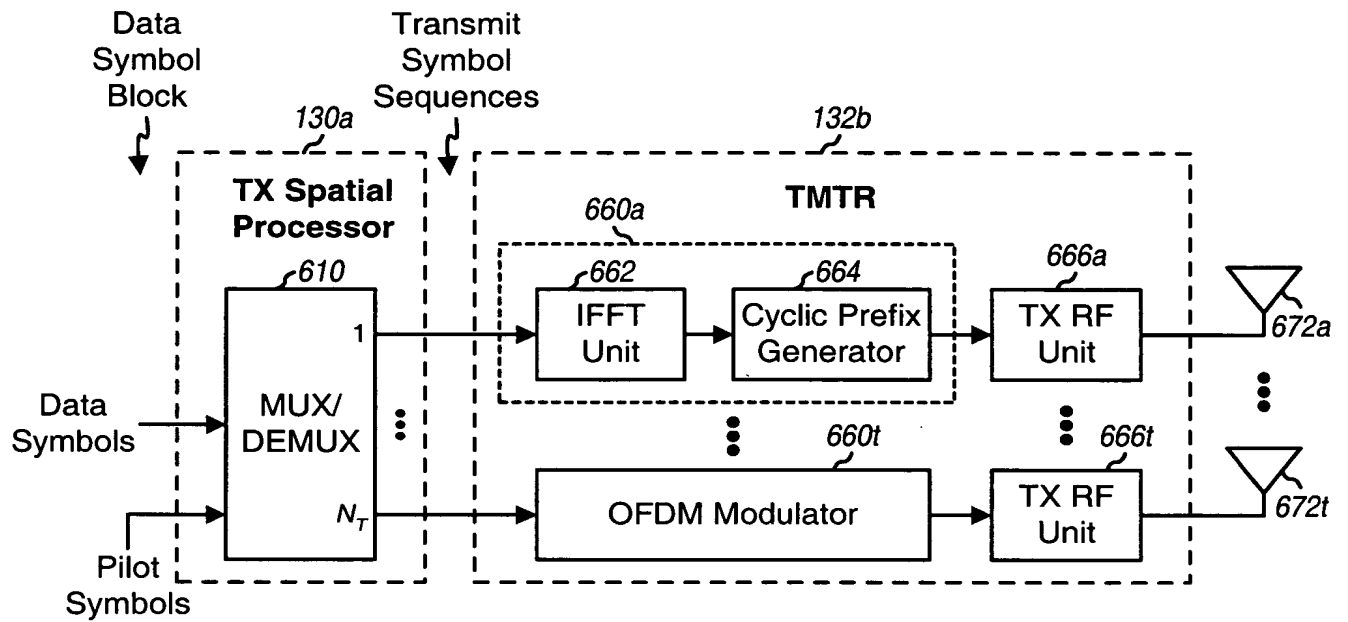 Data
Symbol
Block
Transmit
Symbol
Sequences
130a
132b
TX Spatial
Processor
TMTR
660a
610
662
664
666a
1
IFFT
Unit
Cyclic Prefix
Generator
TX RF
Unit
672a
Data
Symbols
MUX/
DEMUX
660t
666t
N_T
OFDM Modulator
TX RF
Unit
672t
Pilot
Symbols